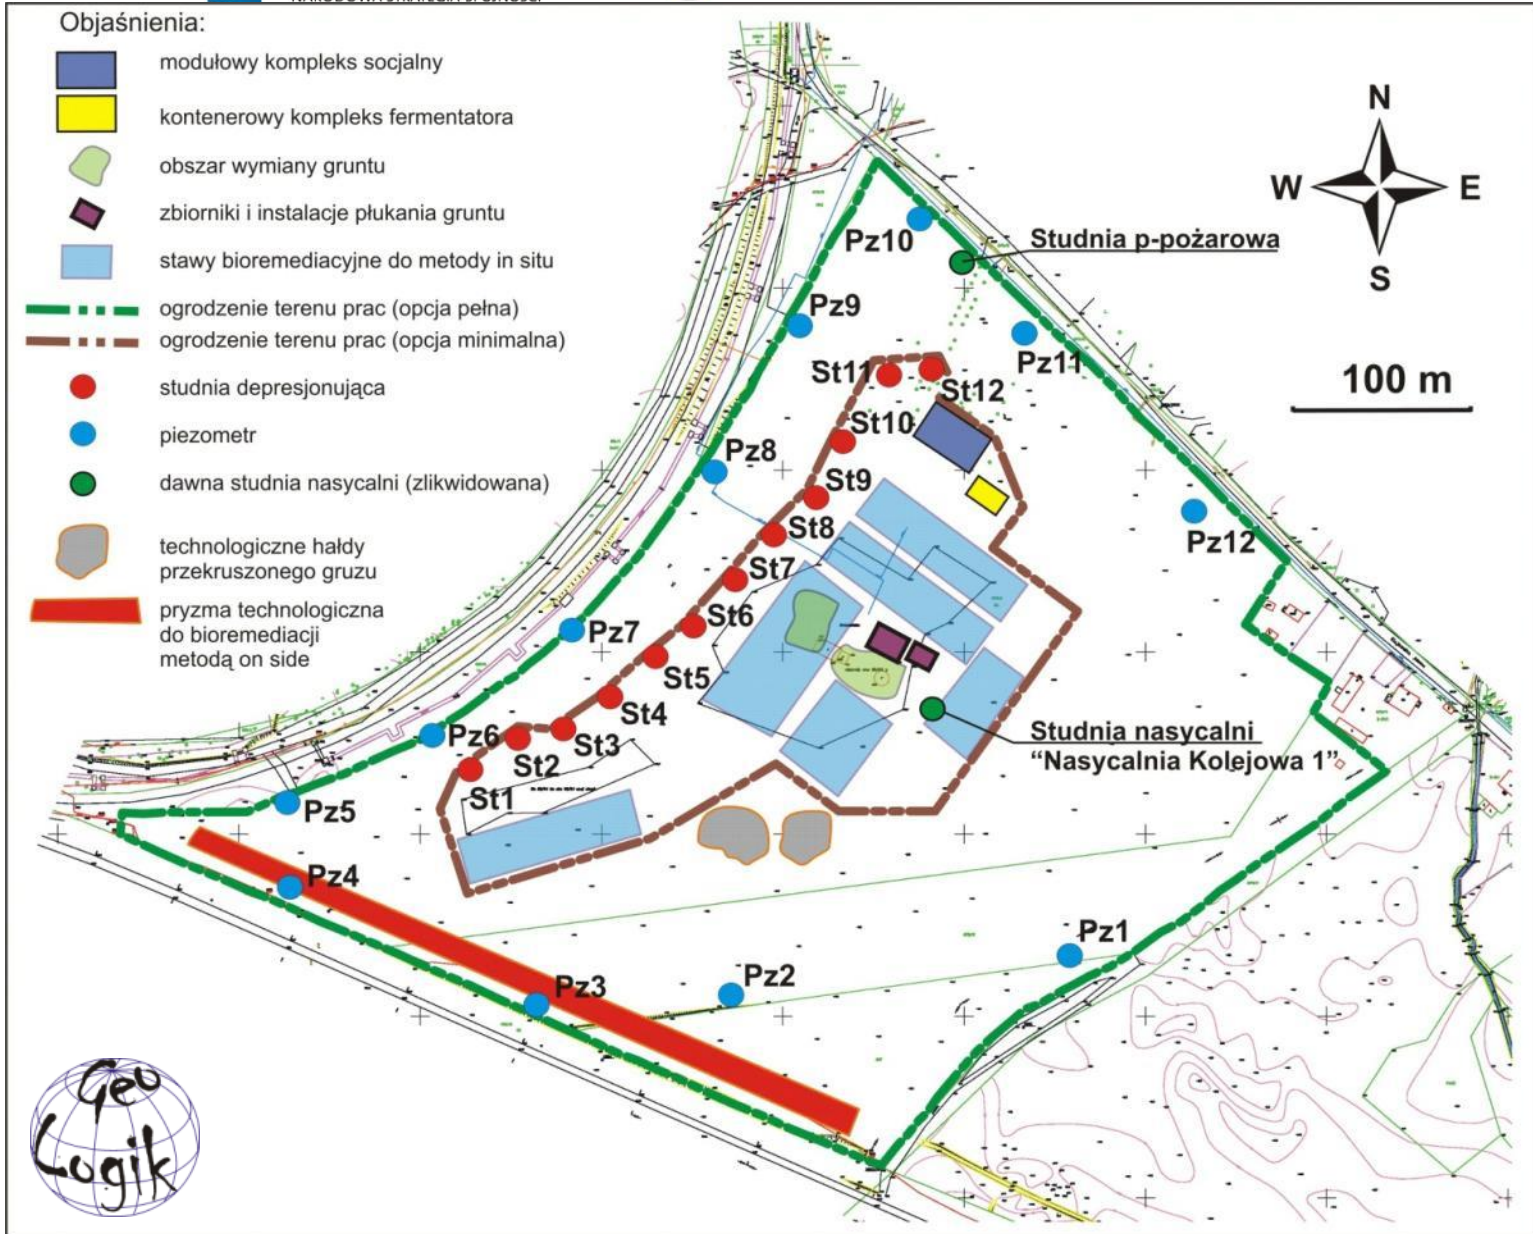 NARODOWA STRATEGIA SPÓJNOŚCI
Objaśnienia:
modułowy kompleks socjalny
kontenerowy kompleks fermentatora
obszar wymiany gruntu
zbiorniki i instalacje płukania gruntu
stawy bioremediacyjne do metody in situ
ogrodzenie terenu prac (opcja pełna)
ogrodzenie terenu prac (opcja minimalna)
studnia depresjonująca
piezometr
dawna studnia nasycalni (zlikwidowana)
technologiczne hałdy
przekruszonego gruzu
pryzma technologiczna
do bioremediacji
metodą on side
N
W
E
S
100 m
Studnia p-pożarowa
Pz10
Pz9
Pz11
St11
St12
St10
Pz8
St9
Pz12
St8
St7
St6
Pz7
St5
St4
Pz6
St3
St2
St1
Studnia nasycalni
“Nasycalnia Kolejowa 1”
Pz5
Pz4
Pz1
Pz3
Pz2
Geo
Logik